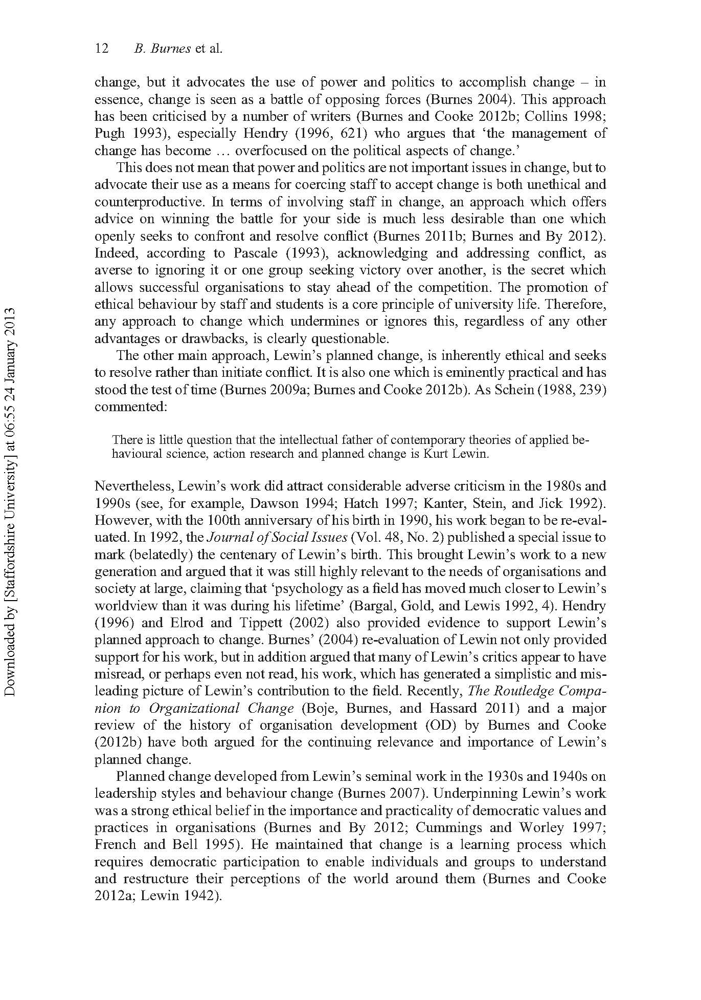 12 B. Burnes et al.
change, but it advocates the use of power and politics to accomplish change – in
essence, change is seen as a battle of opposing forces (Burnes 2004). This approach
has been criticised by a number of writers (Burnes and Cooke 2012b; Collins 1998;
Pugh 1993), especially Hendry (1996, 621) who argues that ‘the management of
change has become … overfocused on the political aspects of change.’
This does not mean that power and politics are not important issues in change, but to
advocate their use as a means for coercing staff to accept change is both unethical and
counterproductive. In terms of involving staff in change, an approach which offers
advice on winning the battle for your side is much less desirable than one which
openly seeks to confront and resolve conflict (Burnes 2011b; Burnes and By 2012).
Indeed, according to Pascale (1993), acknowledging and addressing conflict, as
averse to ignoring it or one group seeking victory over another, is the secret which
allows successful organisations to stay ahead of the competition. The promotion of
ethical behaviour by staff and students is a core principle of university life. Therefore,
any approach to change which undermines or ignores this, regardless of any other
advantages or drawbacks, is clearly questionable.
The other main approach, Lewin’s planned change, is inherently ethical and seeks
to resolve rather than initiate conflict. It is also one which is eminently practical and has
stood the test of time (Burnes 2009a; Burnes and Cooke 2012b). As Schein (1988, 239)
commented:
There is little question that the intellectual father of contemporary theories of applied be-
havioural science, action research and planned change is Kurt Lewin.
Nevertheless, Lewin’s work did attract considerable adverse criticism in the 1980s and
1990s (see, for example, Dawson 1994; Hatch 1997; Kanter, Stein, and Jick 1992).
However, with the 100th anniversary of his birth in 1990, his work began to be re-eval-
uated. In 1992, the Journal of Social Issues (Vol. 48, No. 2) published a special issue to
mark (belatedly) the centenary of Lewin’s birth. This brought Lewin’s work to a new
generation and argued that it was still highly relevant to the needs of organisations and
society at large, claiming that ‘psychology as a field has moved much closer to Lewin’s
worldview than it was during his lifetime’ (Bargal, Gold, and Lewis 1992, 4). Hendry
(1996) and Elrod and Tippett (2002) also provided evidence to support Lewin’s
planned approach to change. Burnes’ (2004) re-evaluation of Lewin not only provided
support for his work, but in addition argued that many of Lewin’s critics appear to have
misread, or perhaps even not read, his work, which has generated a simplistic and mis-
leading picture of Lewin’s contribution to the field. Recently, The Routledge Compa-
nion to Organizational Change (Boje, Burnes, and Hassard 2011) and a major
review of the history of organisation development (OD) by Burnes and Cooke
(2012b) have both argued for the continuing relevance and importance of Lewin’s
planned change.
Planned change developed from Lewin’s seminal work in the 1930s and 1940s on
leadership styles and behaviour change (Burnes 2007). Underpinning Lewin’s work
was a strong ethical belief in the importance and practicality of democratic values and
practices in organisations (Burnes and By 2012; Cummings and Worley 1997;
French and Bell 1995). He maintained that change is a learning process which
requires democratic participation to enable individuals and groups to understand
and restructure their perceptions of the world around them (Burnes and Cooke
2012a; Lewin 1942).
Downloaded by [Staffordshire University] at 06:55 24 January 2013